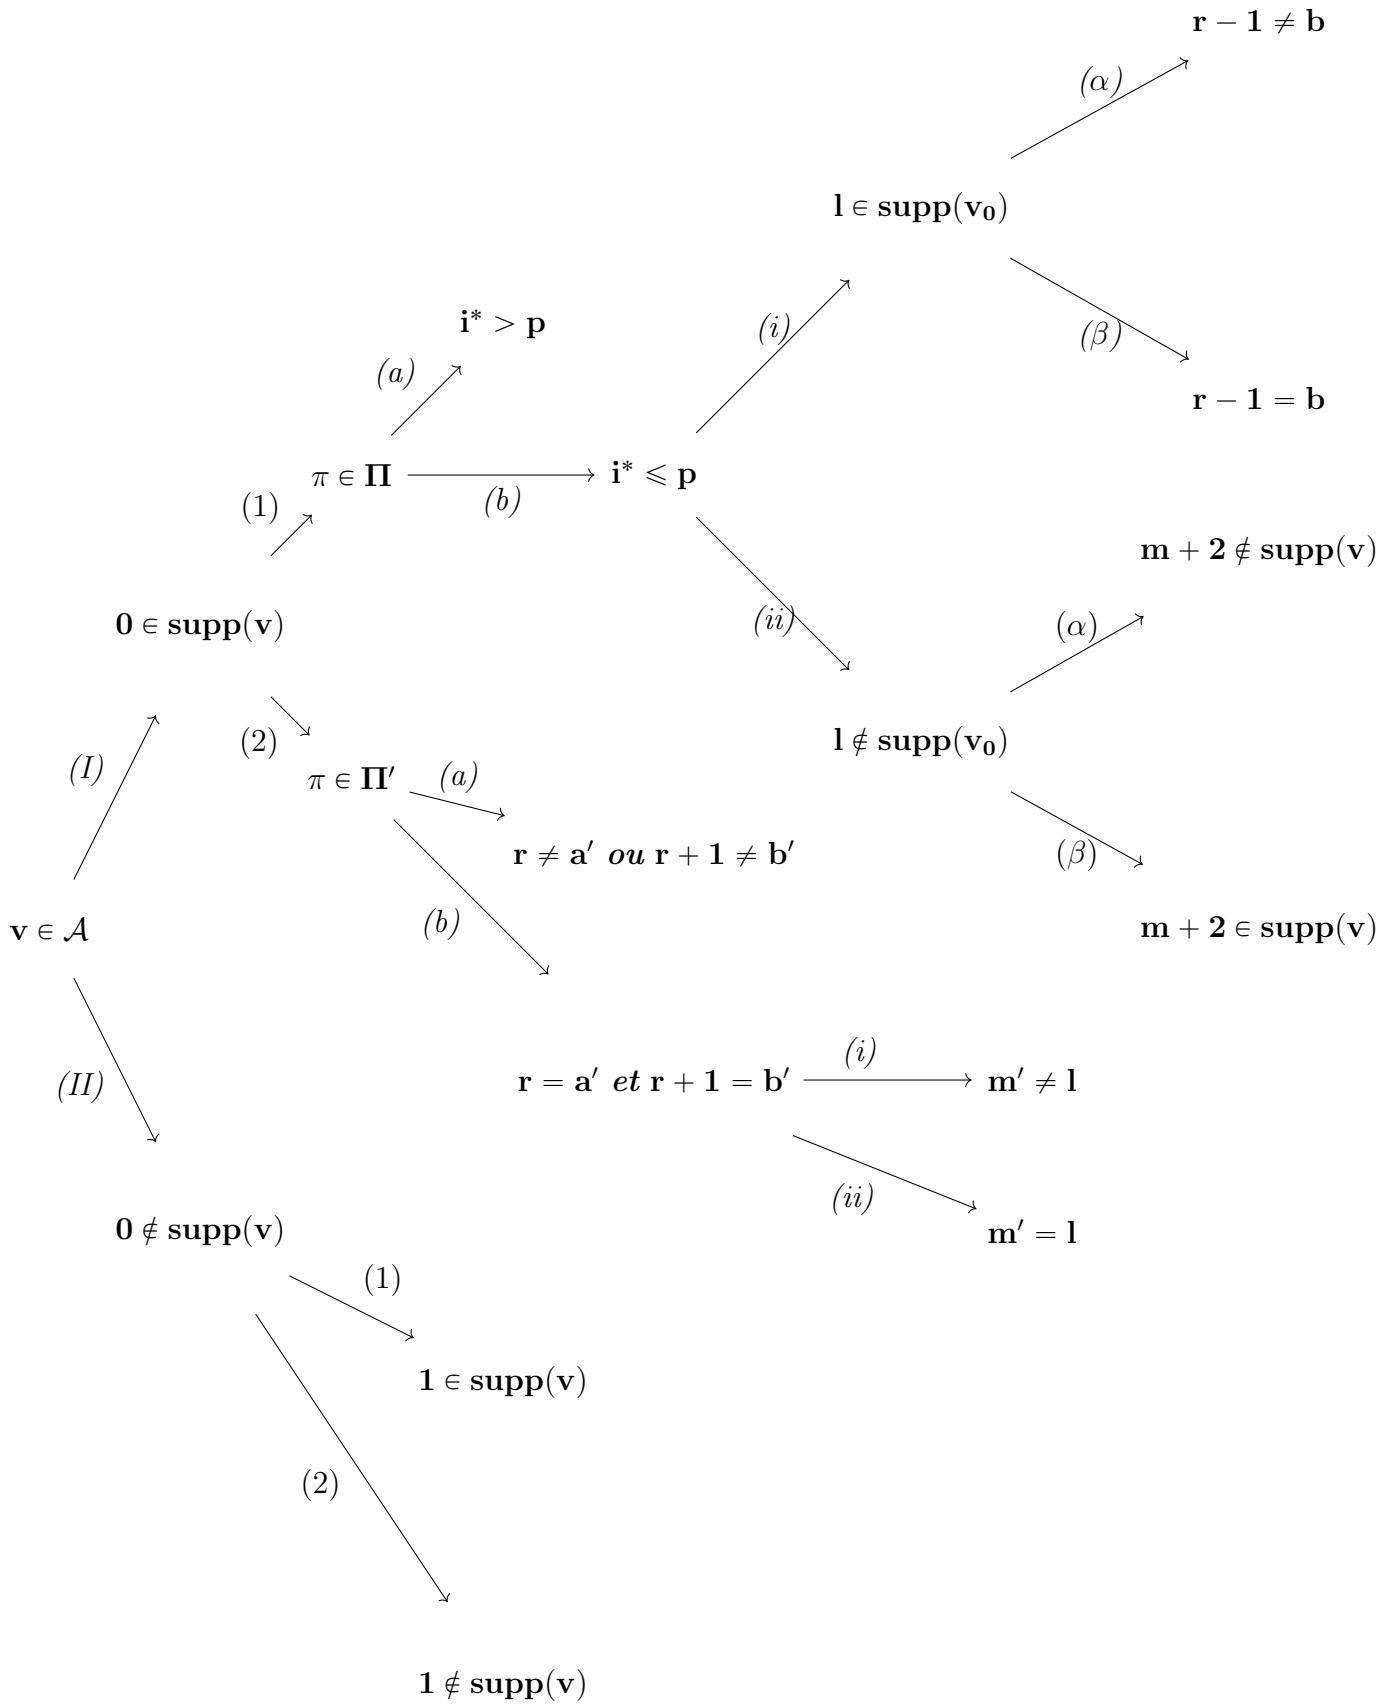 r − 1 ≠ b
(α)
l ∈ supp(v₀)
(β)
r − 1 = b
i* > p
(i)
(a)
π ∈ Π
(b)
i* ⩽ p
(1)
(ii)
m + 2 ∉ supp(v)
(α)
0 ∈ supp(v)
(2)
l ∉ supp(v₀)
(β)
m + 2 ∈ supp(v)
(I)
π ∈ Π′
(a)
r ≠ a′ ou r + 1 ≠ b′
(b)
v ∈ 𝒜
(II)
r = a′ et r + 1 = b′
(i)
m′ ≠ l
(ii)
m′ = l
0 ∉ supp(v)
(1)
1 ∈ supp(v)
(2)
1 ∉ supp(v)